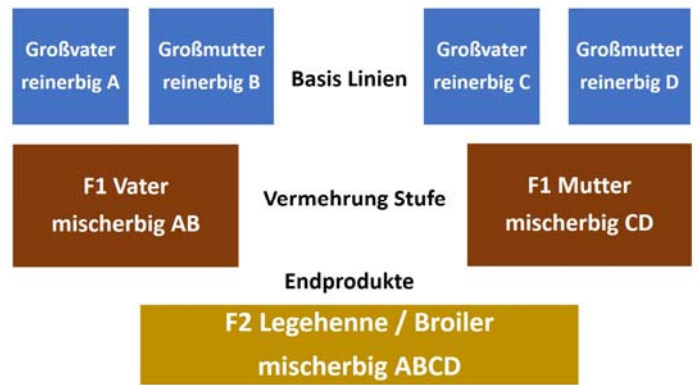 Großvater
reinerbig A
Großmutter
reinerbig B
Basis Linien
Großvater
reinerbig C
Großmutter
reinerbig D
F1 Vater
mischerbig AB
Vermehrung Stufe
F1 Mutter
mischerbig CD
Endprodukte
F2 Legehenne / Broiler
mischerbig ABCD